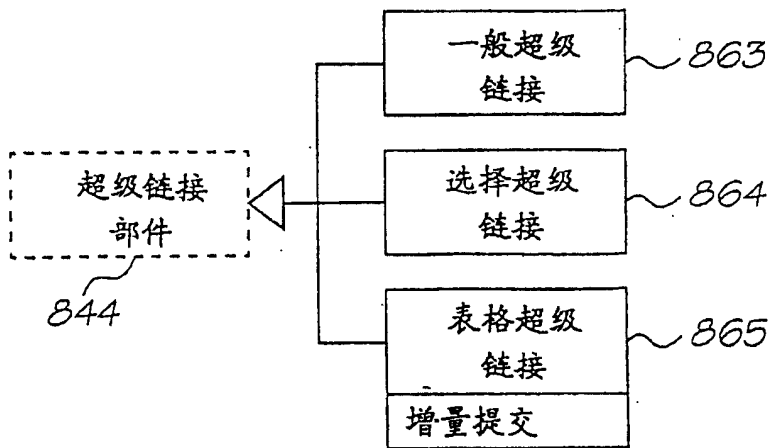 一般超级
链接
863
超级链接
部件
844
选择超级
链接
864
表格超级
链接
865
增量提交